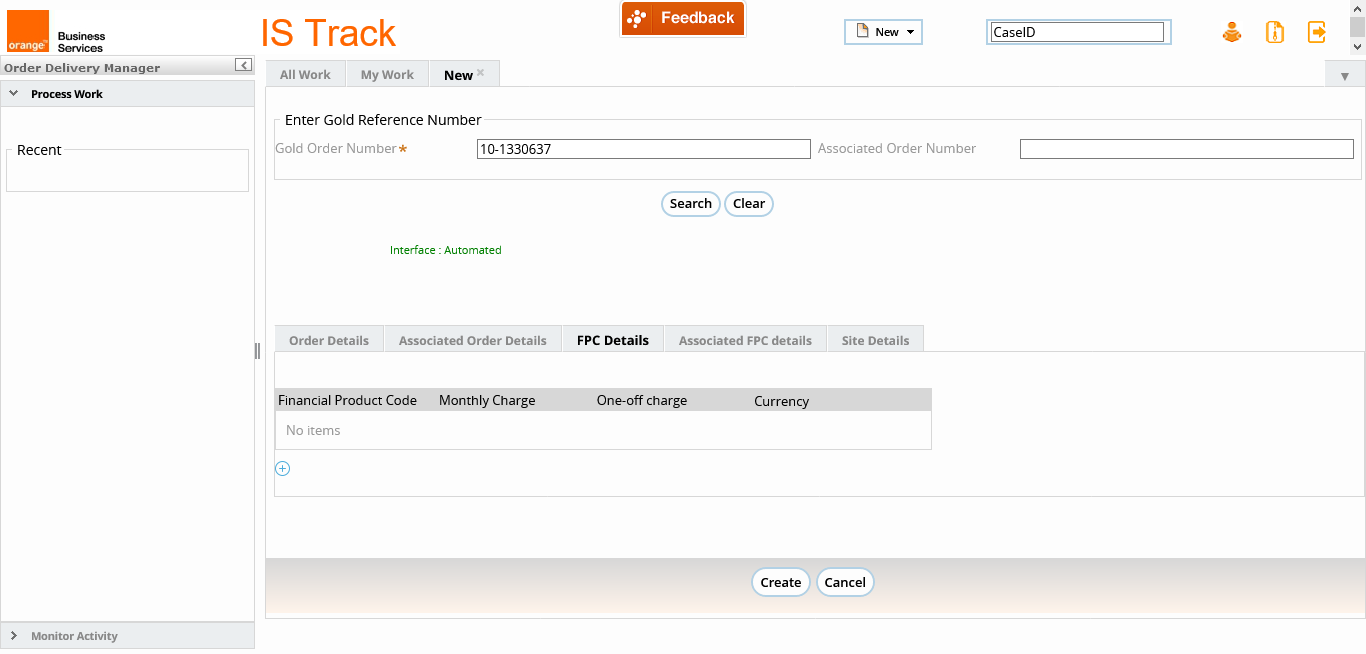 orange™
Business
Services
IS Track
Feedback
New
CaseID
Order Delivery Manager
All Work
My Work
New
Process Work
Recent
Enter Gold Reference Number
Gold Order Number*
10-1330637
Associated Order Number
Search
Clear
Interface : Automated
Order Details
Associated Order Details
FPC Details
Associated FPC details
Site Details
Financial Product Code
Monthly Charge
One-off charge
Currency
No items
Create
Cancel
Monitor Activity